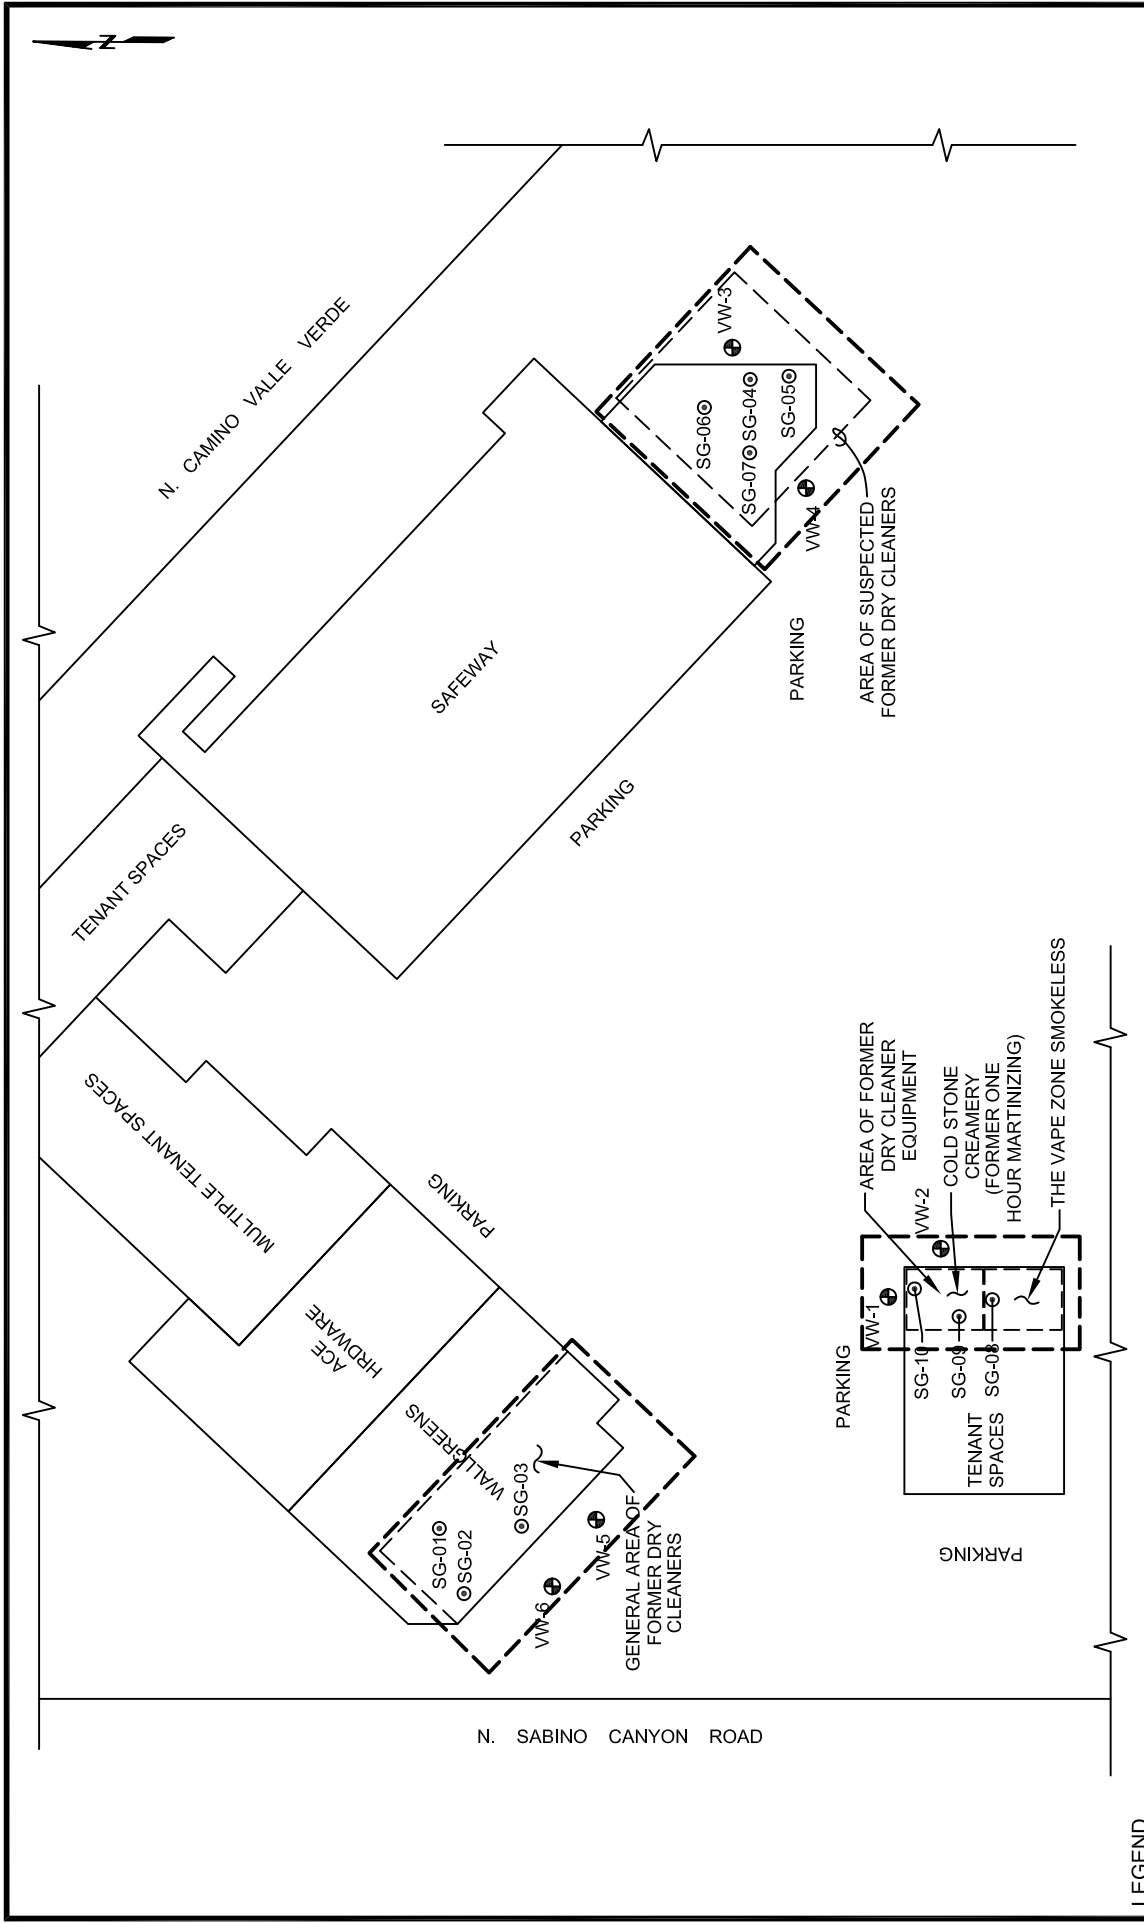 N
N. CAMINO VALLE VERDE
VW-3
SG-06
SG-04
SG-05
SG-07
VW-4
AREA OF SUSPECTED
FORMER DRY CLEANERS
PARKING
SAFEWAY
PARKING
TENANT SPACES
MULTIPLE TENANT SPACES
PARKING
ACE
HRDWARE
WALLGREENS
SG-01
SG-02
SG-03
VW-5
VW-6
GENERAL AREA OF
FORMER DRY
CLEANERS
AREA OF FORMER
DRY CLEANER
EQUIPMENT
COLD STONE
CREAMERY
(FORMER ONE
HOUR MARTINIZING)
THE VAPE ZONE SMOKELESS
VW-2
VW-1
SG-10
SG-09
SG-08
PARKING
TENANT
SPACES
PARKING
N. SABINO CANYON ROAD
LEGEND